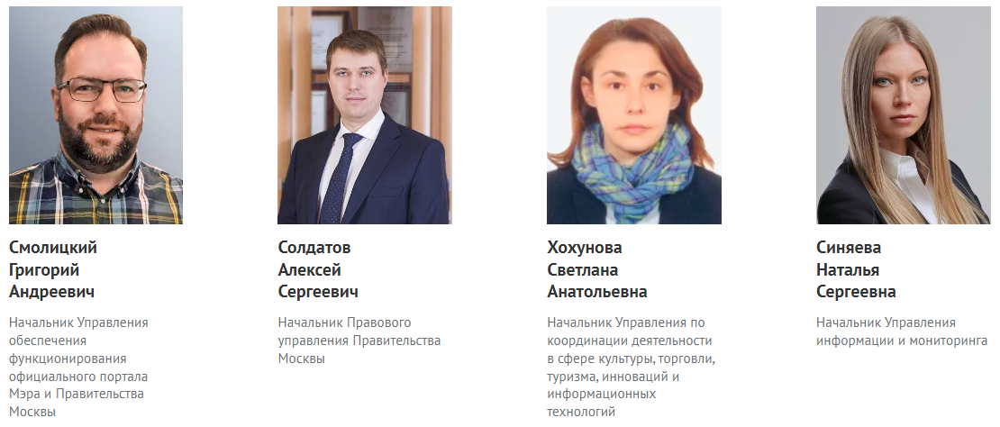 Смолицкий
Григорий
Андреевич
Начальник Управления
обеспечения
функционирования
официального портала
Мэра и Правительства
Москвы
Солдатов
Алексей
Сергеевич
Начальник Правового
управления Правительства
Москвы
Хохунова
Светлана
Анатольевна
Начальник Управления по
координации деятельности
в сфере культуры, торговли,
туризма, инноваций и
информационных
технологий
Синяева
Наталья
Сергеевна
Начальник Управления
информации и мониторинга